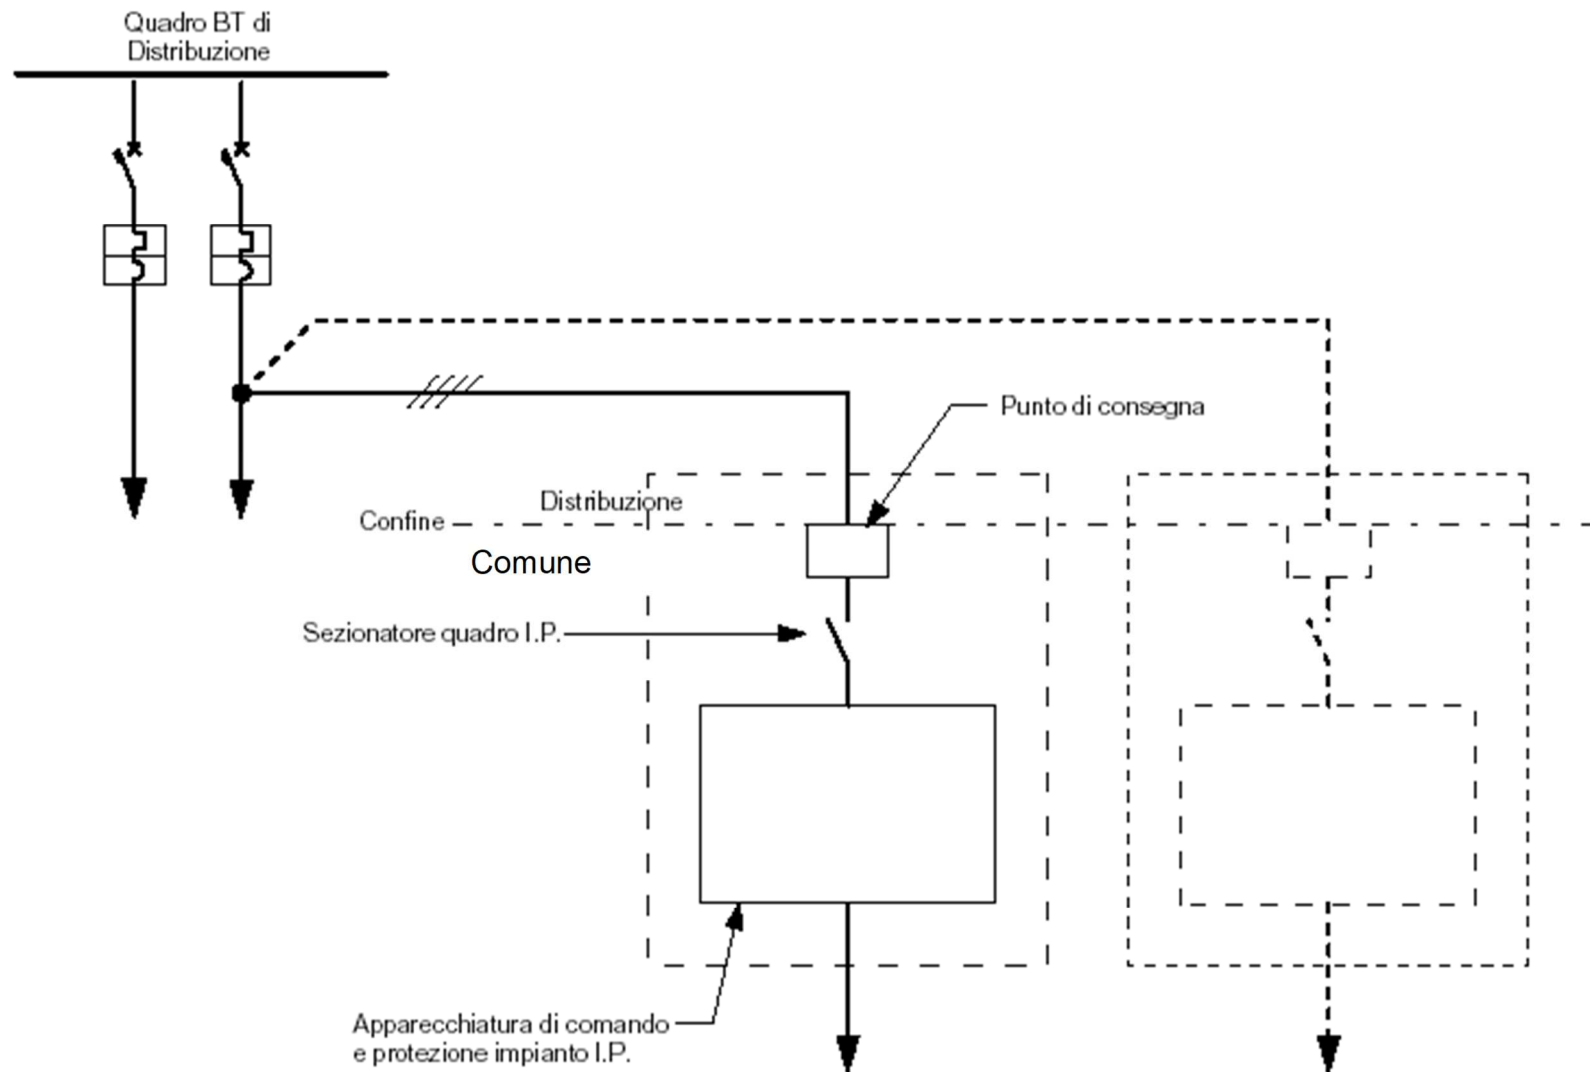 Quadro BT di
Distribuzione
Punto di consegna
Distribuzione
Confine
Comune
Sezionatore quadro I.P.
Apparecchiatura di comando
e protezione impianto I.P.